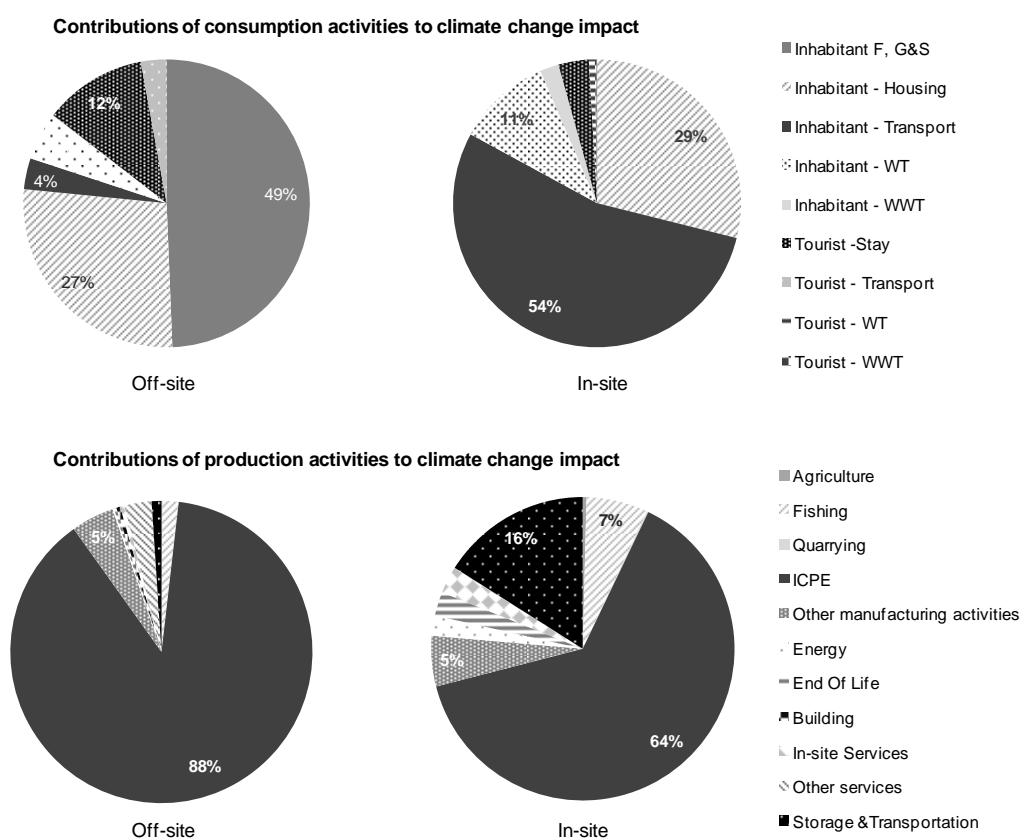 Contributions of consumption activities to climate change impact
12%
4%
49%
27%
Off-site
11%
29%
54%
In-site
Inhabitant F, G&S
Inhabitant - Housing
Inhabitant - Transport
Inhabitant - WT
Inhabitant - WWT
Tourist -Stay
Tourist - Transport
Tourist - WT
Tourist - WWT
Contributions of production activities to climate change impact
5%
88%
Off-site
16%
7%
5%
64%
In-site
Agriculture
Fishing
Quarrying
ICPE
Other manufacturing activities
Energy
End Of Life
Building
In-site Services
Other services
Storage &Transportation